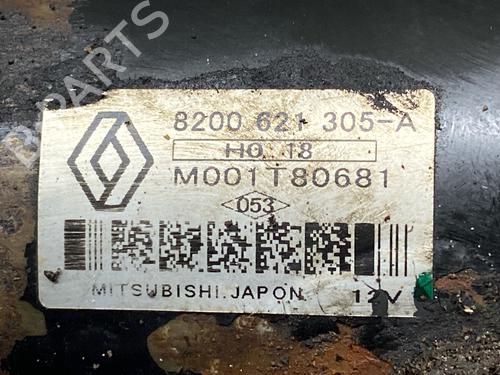 8200 621 305-A
HO 18
M001T80681
053
MITSUBISHI JAPON 12V